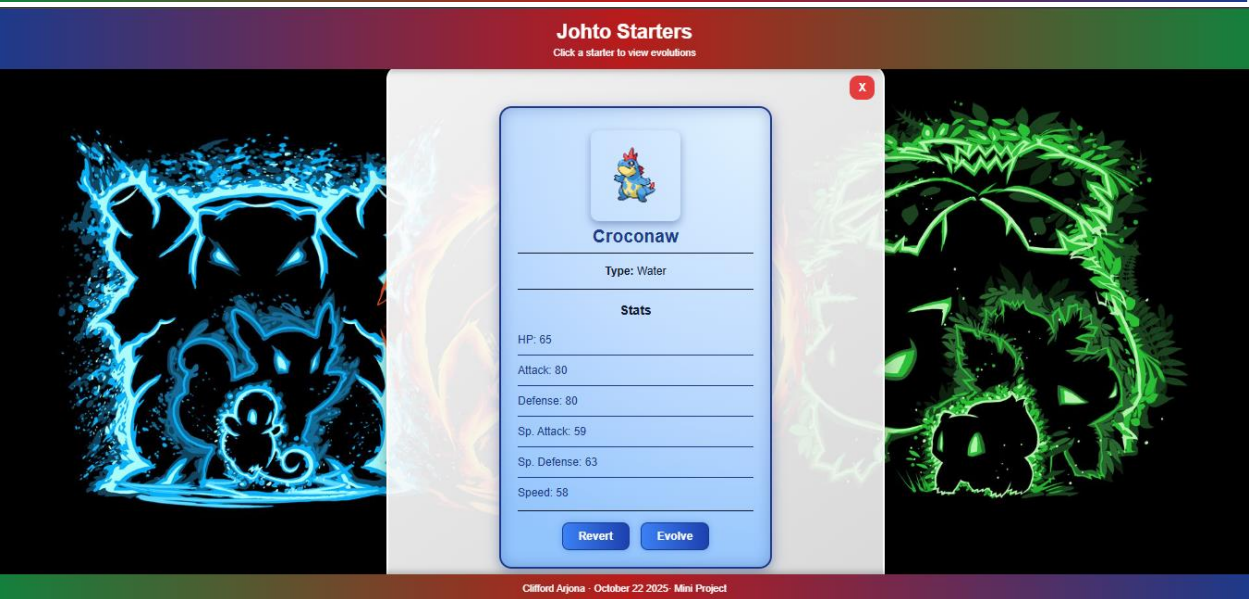 Johto Starters
Click a starter to view evolutions
X
Croconaw
Type: Water
Stats
HP: 65
Attack: 80
Defense: 80
Sp. Attack: 59
Sp. Defense: 63
Speed: 58
Revert Evolve
Clifford Arjona - October 22 2025- Mini Project